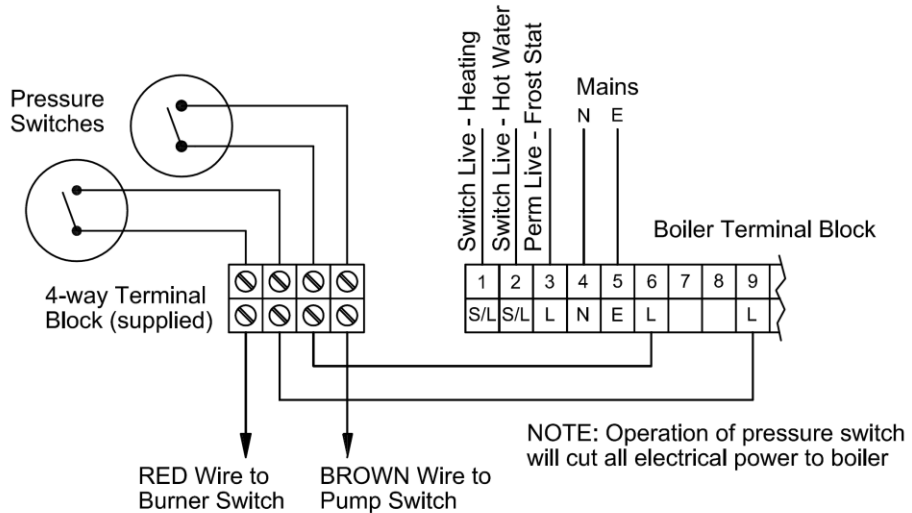 Pressure
Switches
4-way Terminal
Block (supplied)
Switch Live - Heating
Switch Live - Hot Water
Perm Live - Frost Stat
Mains
N E
Boiler Terminal Block
1 2 3 4 5 6 7 8 9
S/L S/L L N E L L
RED Wire to
Burner Switch
BROWN Wire to
Pump Switch
NOTE: Operation of pressure switch
will cut all electrical power to boiler